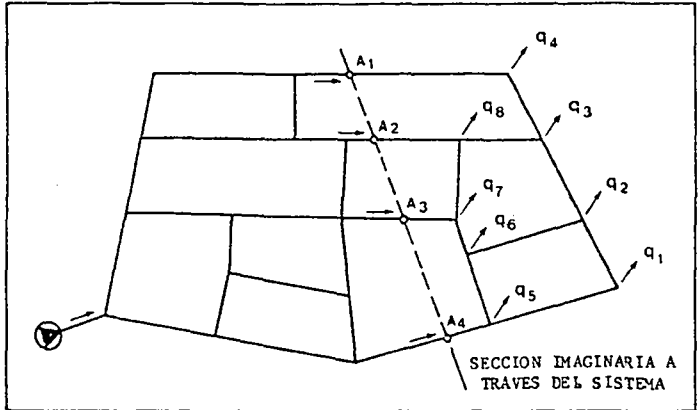 A1
q4
A2
q8
q3
A3
q7
q6
q2
q1
A4
q5
SECCION IMAGINARIA A
TRAVES DEL SISTEMA